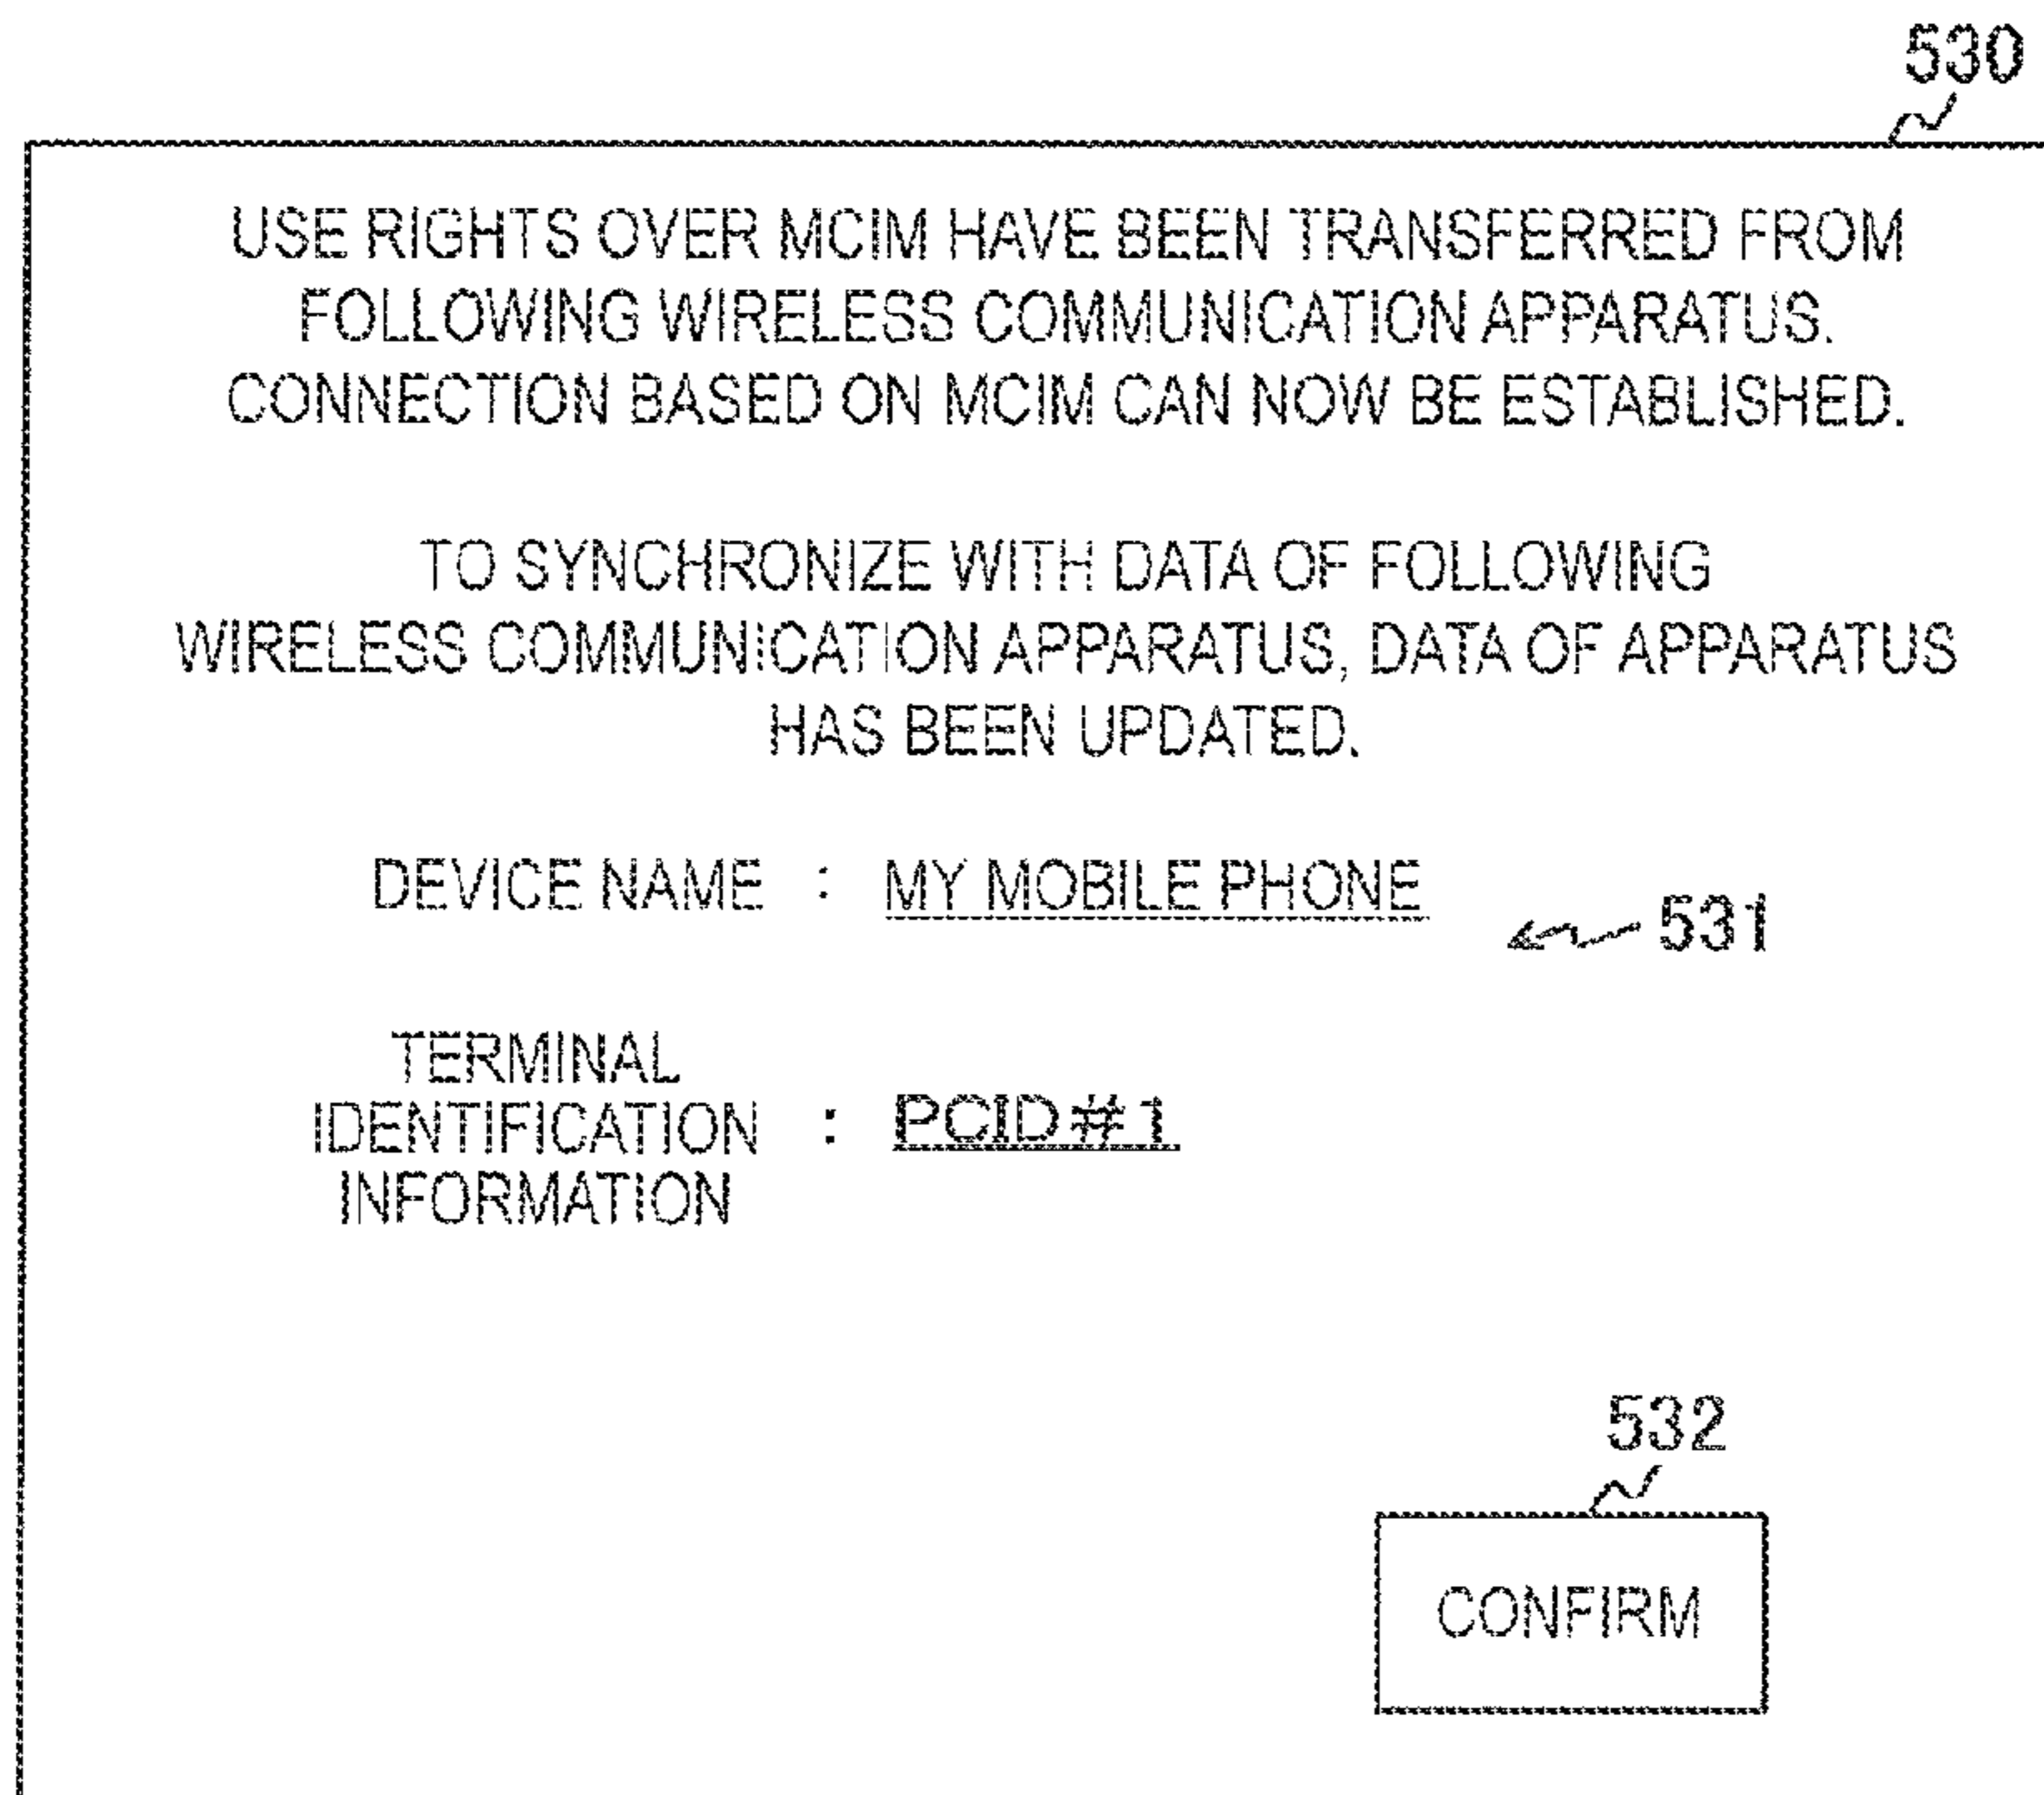 530
USE RIGHTS OVER MCIM HAVE BEEN TRANSFERRED FROM
FOLLOWING WIRELESS COMMUNICATION APPARATUS.
CONNECTION BASED ON MCIM CAN NOW BE ESTABLISHED.
TO SYNCHRONIZE WITH DATA OF FOLLOWING
WIRELESS COMMUNICATION APPARATUS, DATA OF APPARATUS
HAS BEEN UPDATED.
DEVICE NAME : MY MOBILE PHONE
531
TERMINAL
IDENTIFICATION : PCID#1
INFORMATION
532
CONFIRM